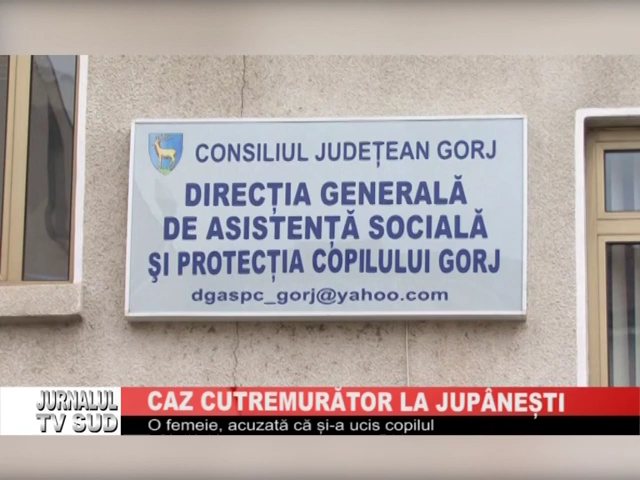 CONSILIUL JUDEȚEAN GORJ
DIRECȚIA GENERALĂ
DE ASISTENȚĂ SOCIALĂ
ŞI PROTECȚIA COPILULUI GORJ
dgaspc_gorj@yahoo.com
JURNALUL
TV SUD
CAZ CUTREMURĂTOR LA JUPÂNEȘTI
O femeie, acuzată că și-a ucis copilul